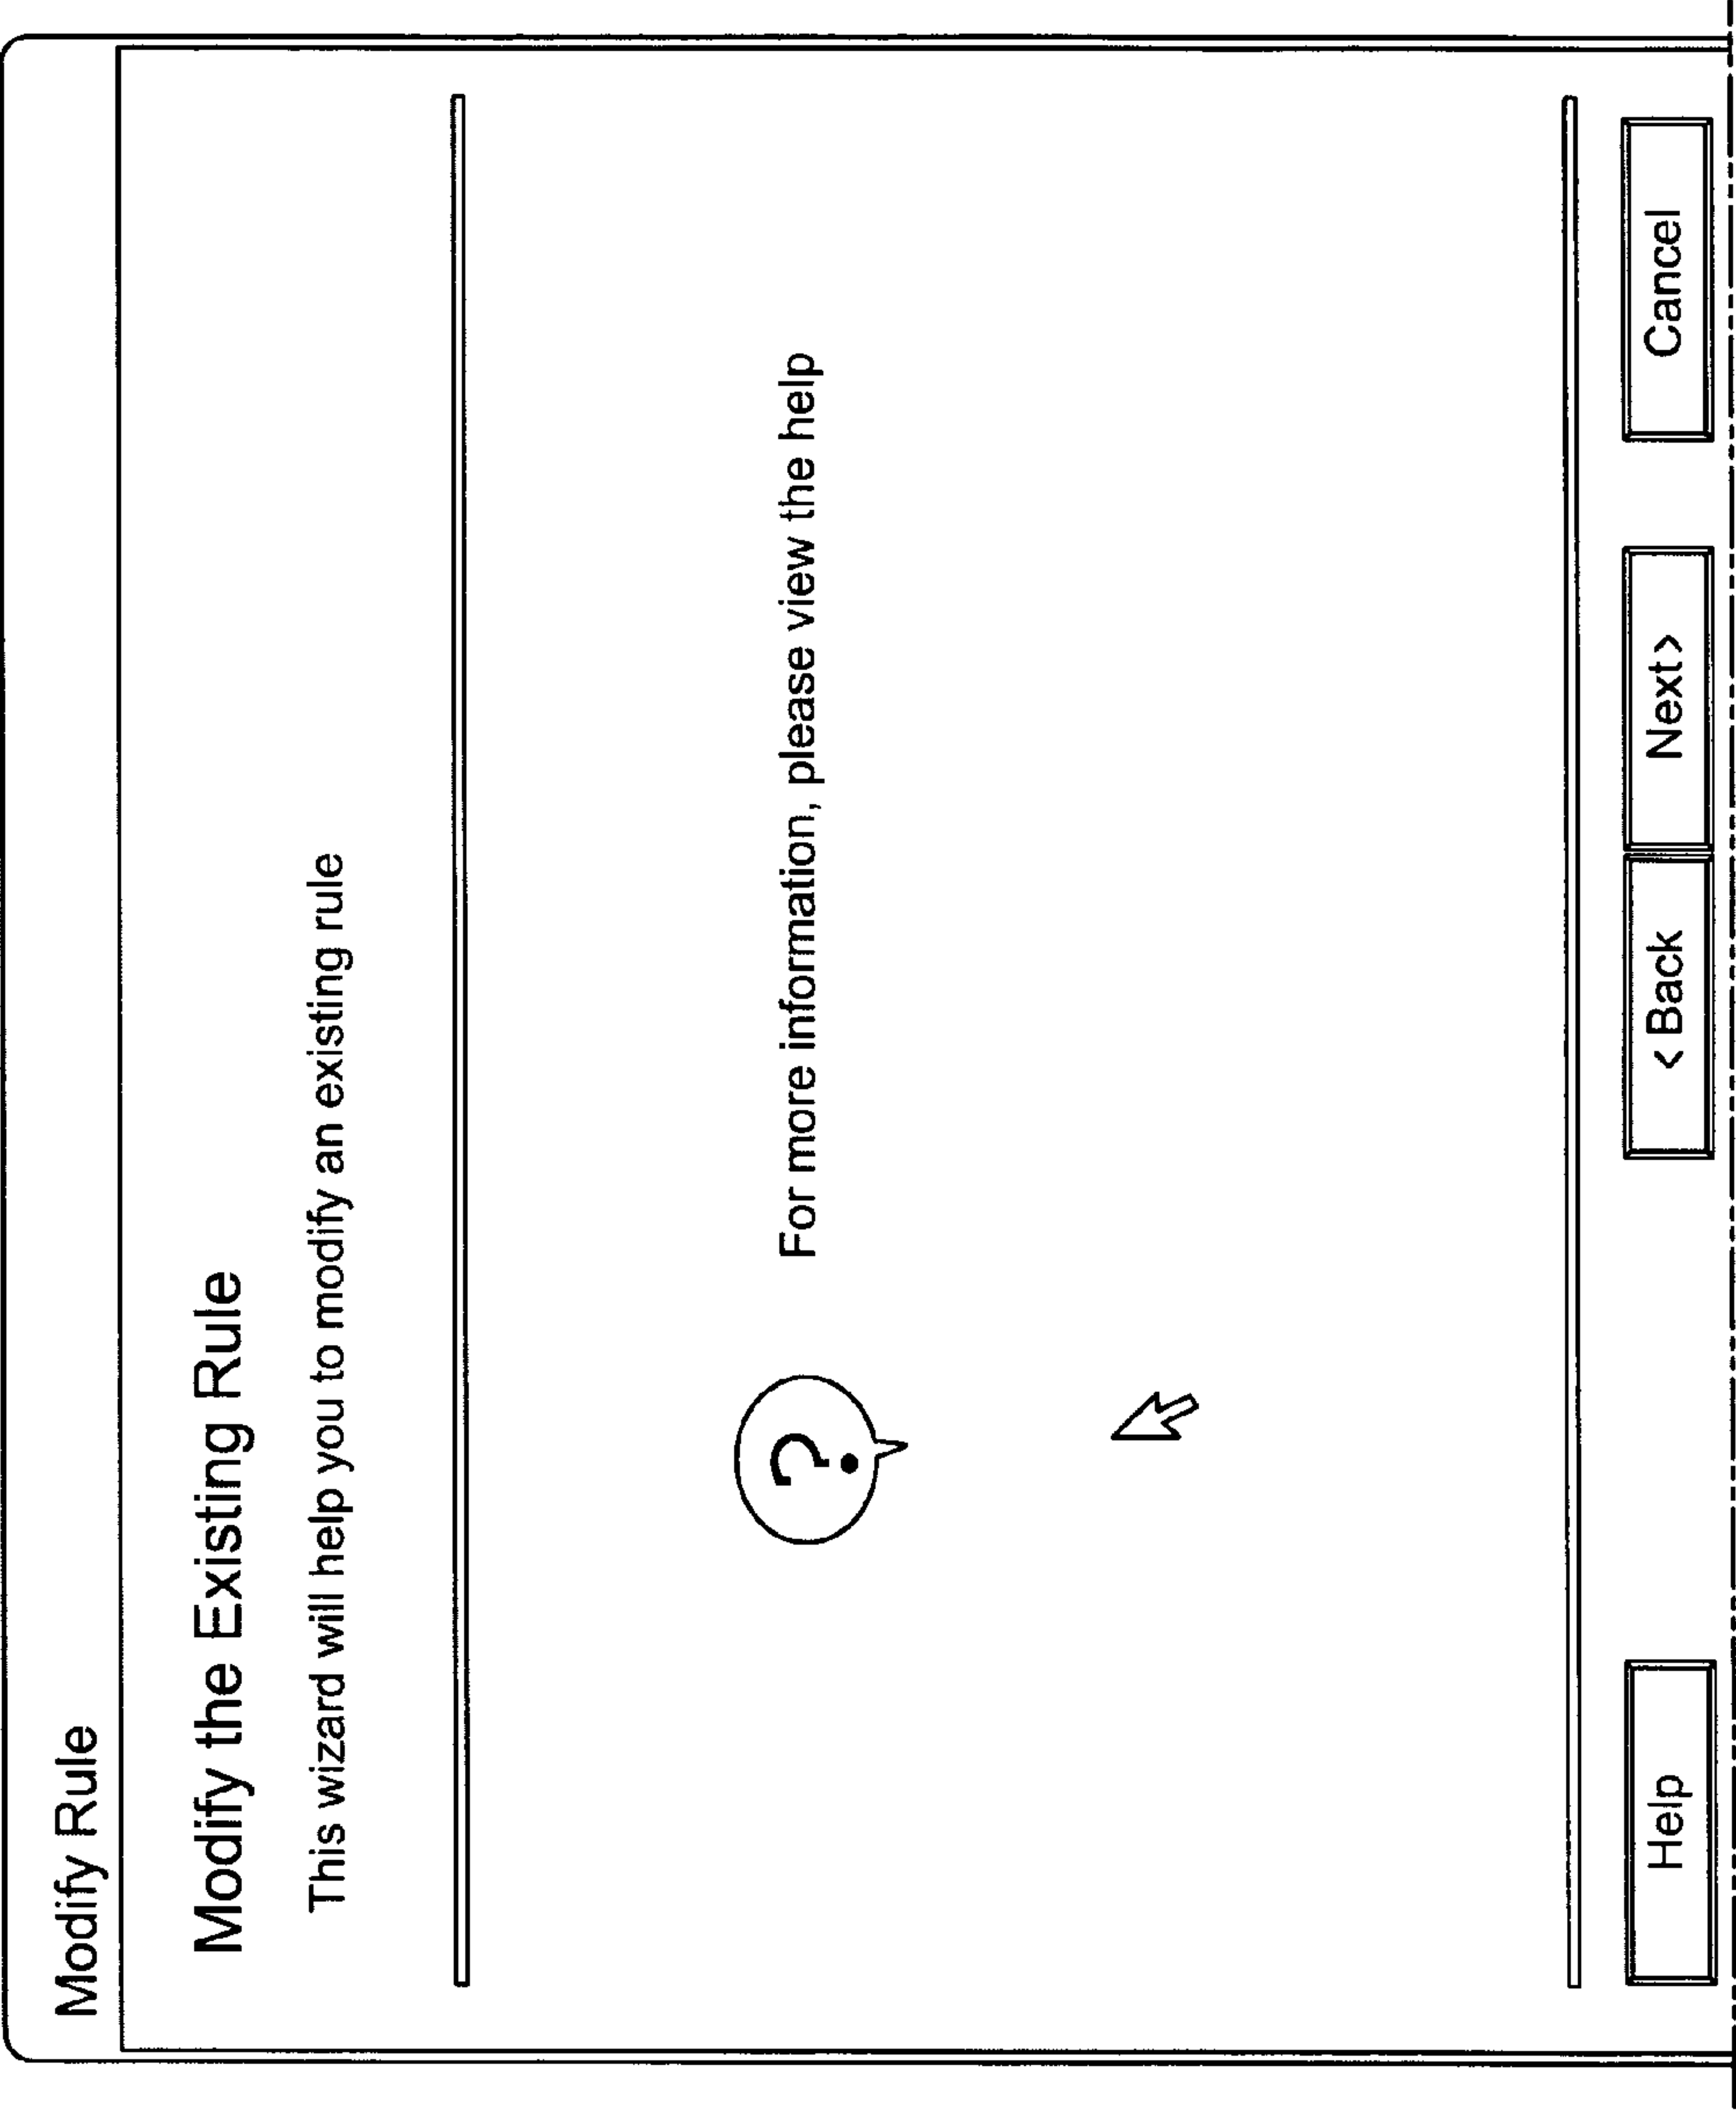 Modify Rule
Modify the Existing Rule
This wizard will help you to modify an existing rule
? For more information, please view the help
Help < Back Next> Cancel